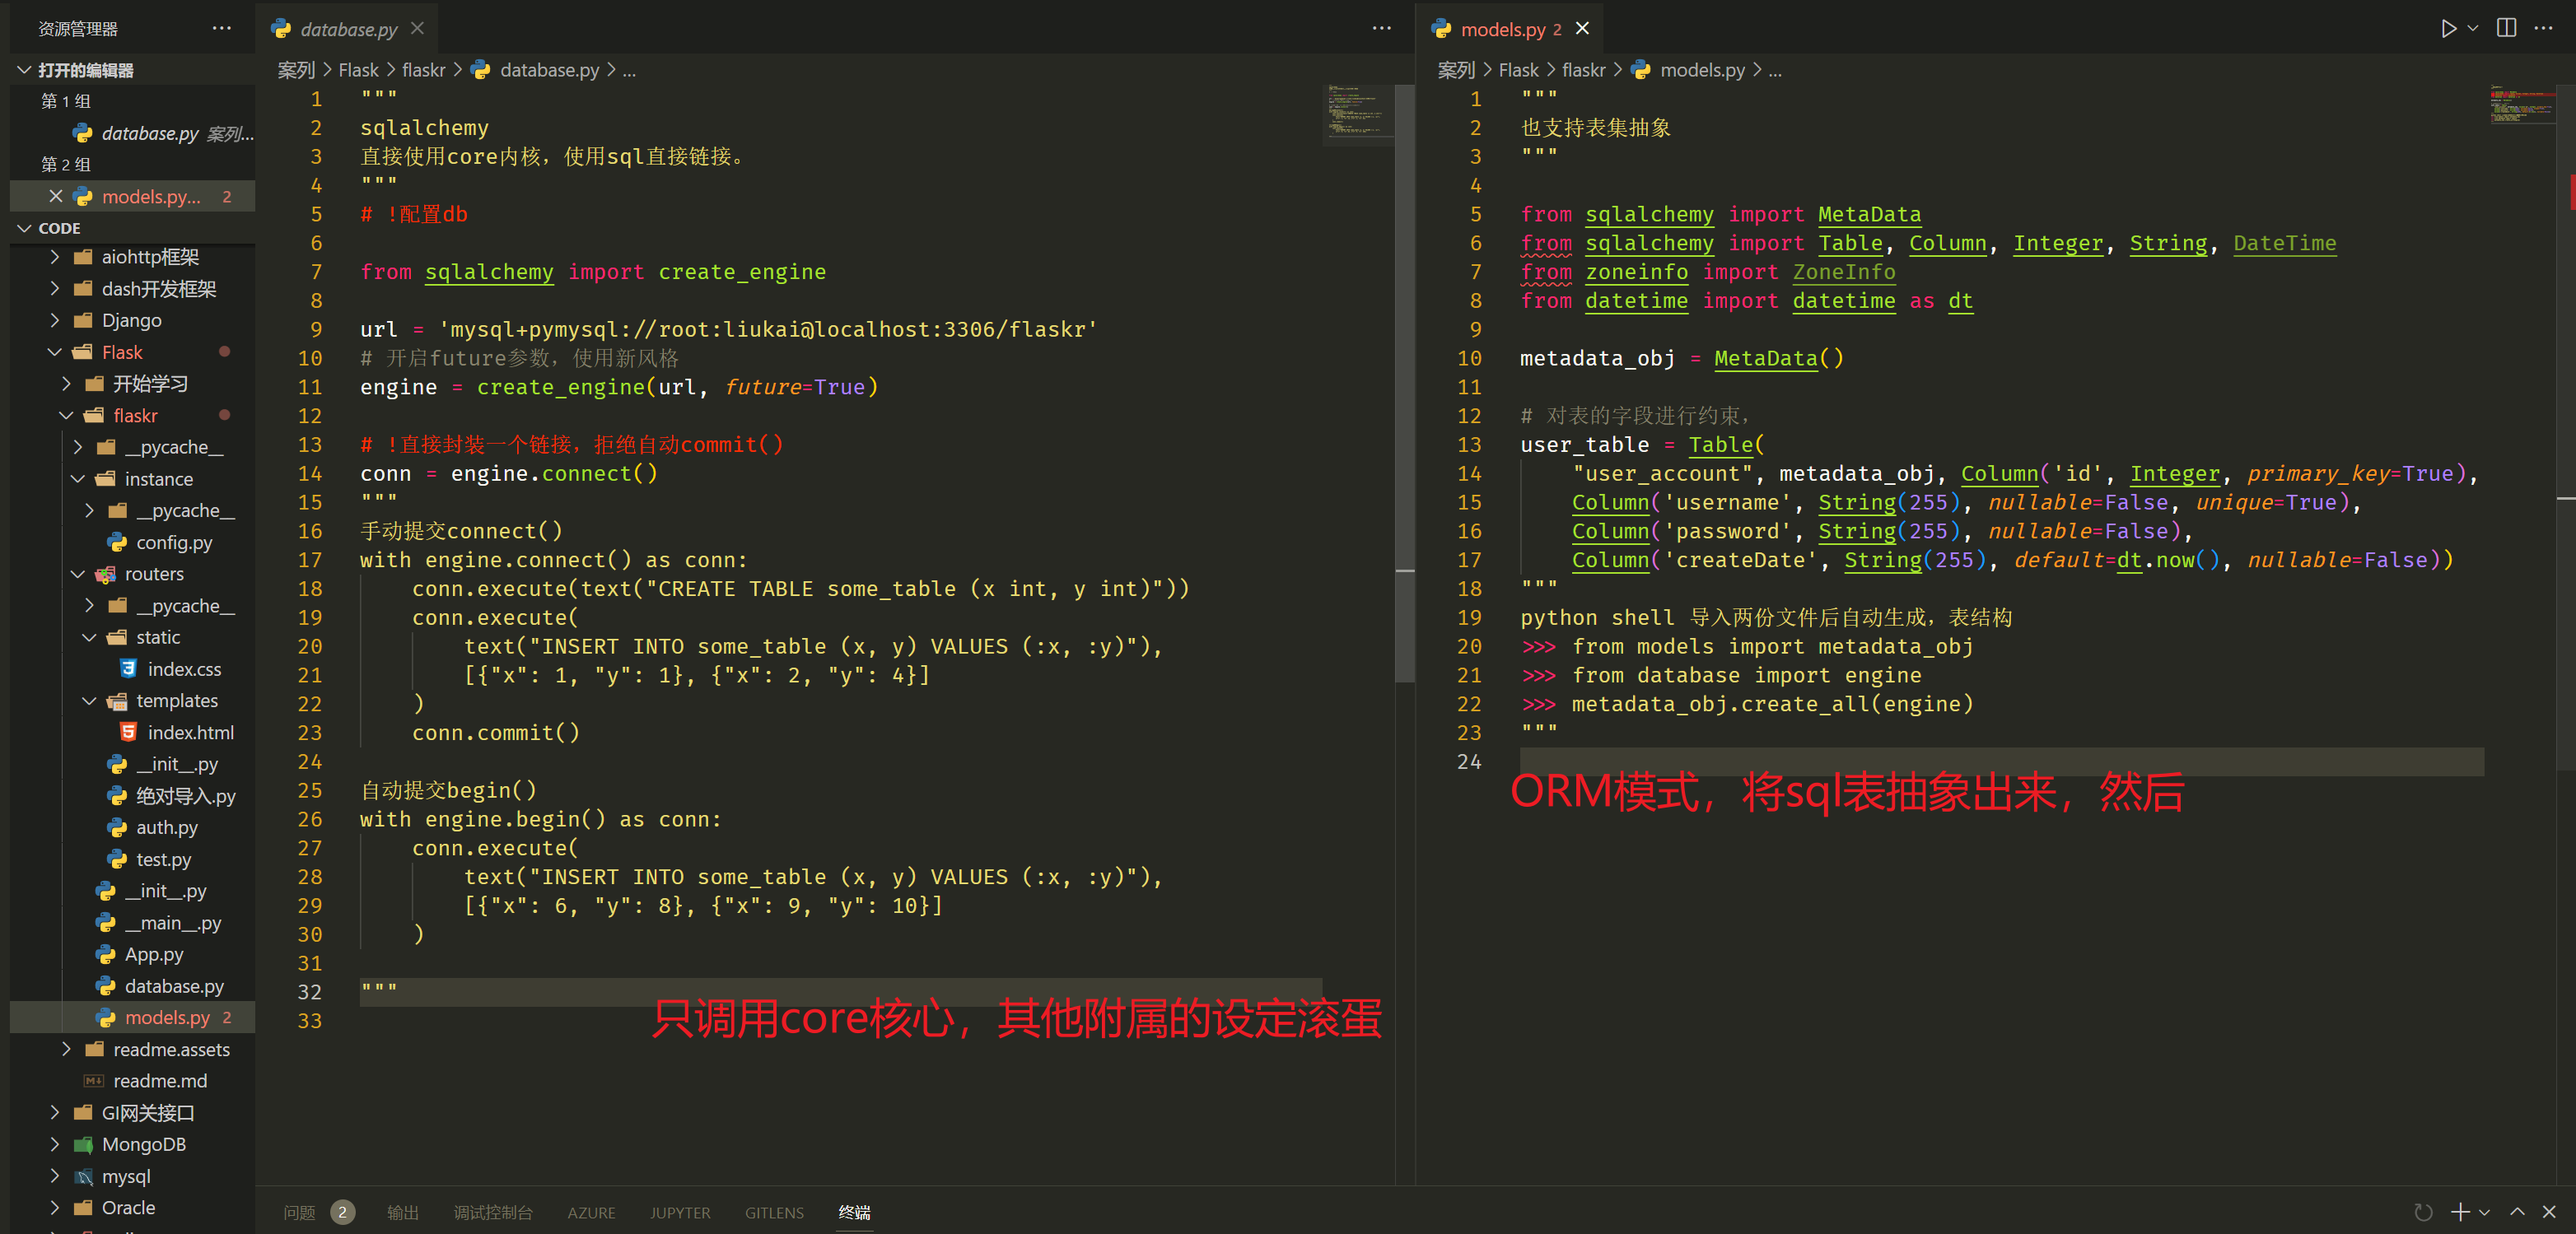 资源管理器
打开的编辑器
第 1 组
database.py 案列...
第 2 组
models.py... 2
CODE
aiohttp框架
dash开发框架
Django
Flask
开始学习
flaskr
__pycache__
instance
__pycache__
config.py
routers
__pycache__
static
index.css
templates
index.html
__init__.py
绝对导入.py
auth.py
test.py
__init__.py
__main__.py
App.py
database.py
models.py 2
readme.assets
readme.md
GI网关接口
MongoDB
mysql
Oracle
database.py
案列 > Flask > flaskr > database.py > ...
1 """
2 sqlalchemy
3 直接使用core内核，使用sql直接链接。
4 """
5 # !配置db
6
7 from sqlalchemy import create_engine
8
9 url = 'mysql+pymysql://root:liukai@localhost:3306/flaskr'
10 # 开启future参数，使用新风格
11 engine = create_engine(url, future=True)
12
13 # !直接封装一个链接，拒绝自动commit()
14 conn = engine.connect()
15 """
16 手动提交connect()
17 with engine.connect() as conn:
18     conn.execute(text("CREATE TABLE some_table (x int, y int)"))
19     conn.execute(
20         text("INSERT INTO some_table (x, y) VALUES (:x, :y)"),
21         [{"x": 1, "y": 1}, {"x": 2, "y": 4}]
22     )
23     conn.commit()
24
25 自动提交begin()
26 with engine.begin() as conn:
27     conn.execute(
28         text("INSERT INTO some_table (x, y) VALUES (:x, :y)"),
29         [{"x": 6, "y": 8}, {"x": 9, "y": 10}]
30     )
31
32 """
33
只调用core核心，其他附属的设定滚蛋
models.py 2
案列 > Flask > flaskr > models.py > ...
1 """
2 也支持表集抽象
3 """
4
5 from sqlalchemy import MetaData
6 from sqlalchemy import Table, Column, Integer, String, DateTime
7 from zoneinfo import ZoneInfo
8 from datetime import datetime as dt
9
10 metadata_obj = MetaData()
11
12 # 对表的字段进行约束，
13 user_table = Table(
14     "user_account", metadata_obj, Column('id', Integer, primary_key=True),
15     Column('username', String(255), nullable=False, unique=True),
16     Column('password', String(255), nullable=False),
17     Column('createDate', String(255), default=dt.now(), nullable=False))
18 """
19 python shell 导入两份文件后自动生成，表结构
20 >>> from models import metadata_obj
21 >>> from database import engine
22 >>> metadata_obj.create_all(engine)
23 """
24
ORM模式，将sql表抽象出来，然后
问题 2 输出 调试控制台 AZURE JUPYTER GITLENS 终端